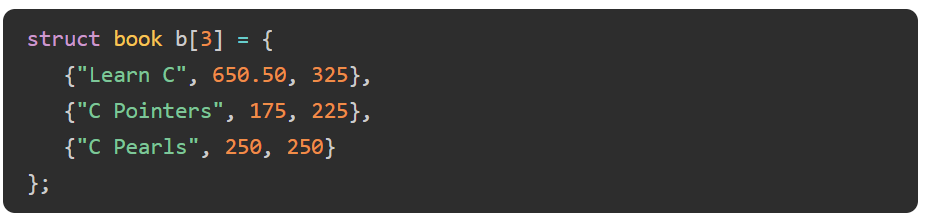 struct book b[3] = {
   {"Learn C", 650.50, 325},
   {"C Pointers", 175, 225},
   {"C Pearls", 250, 250}
};